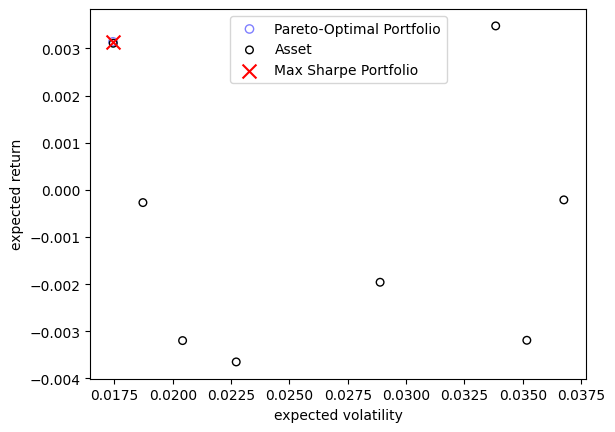 Pareto-Optimal Portfolio
Asset
Max Sharpe Portfolio
0.003
0.002
0.001
0.000
−0.001
−0.002
−0.003
−0.004
expected return
0.0175 0.0200 0.0225 0.0250 0.0275 0.0300 0.0325 0.0350 0.0375
expected volatility